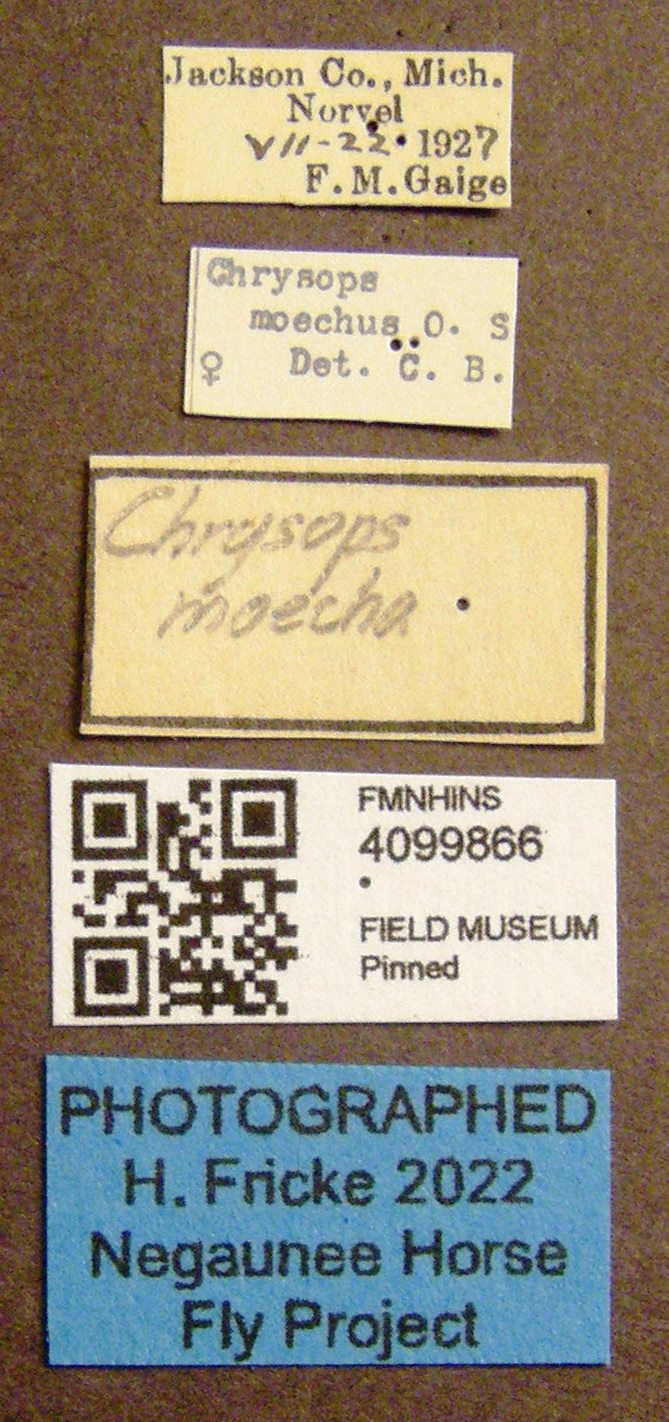 Jackson Co., Mich.
Norvel
VII-22-1927
F.M.Gaige
Chrysops
moechus O. S
♀ Det. C. B.
Chrysops
moecha
FMNHINS
4099866
FIELD MUSEUM
Pinned
PHOTOGRAPHED
H. Fricke 2022
Negaunee Horse
Fly Project